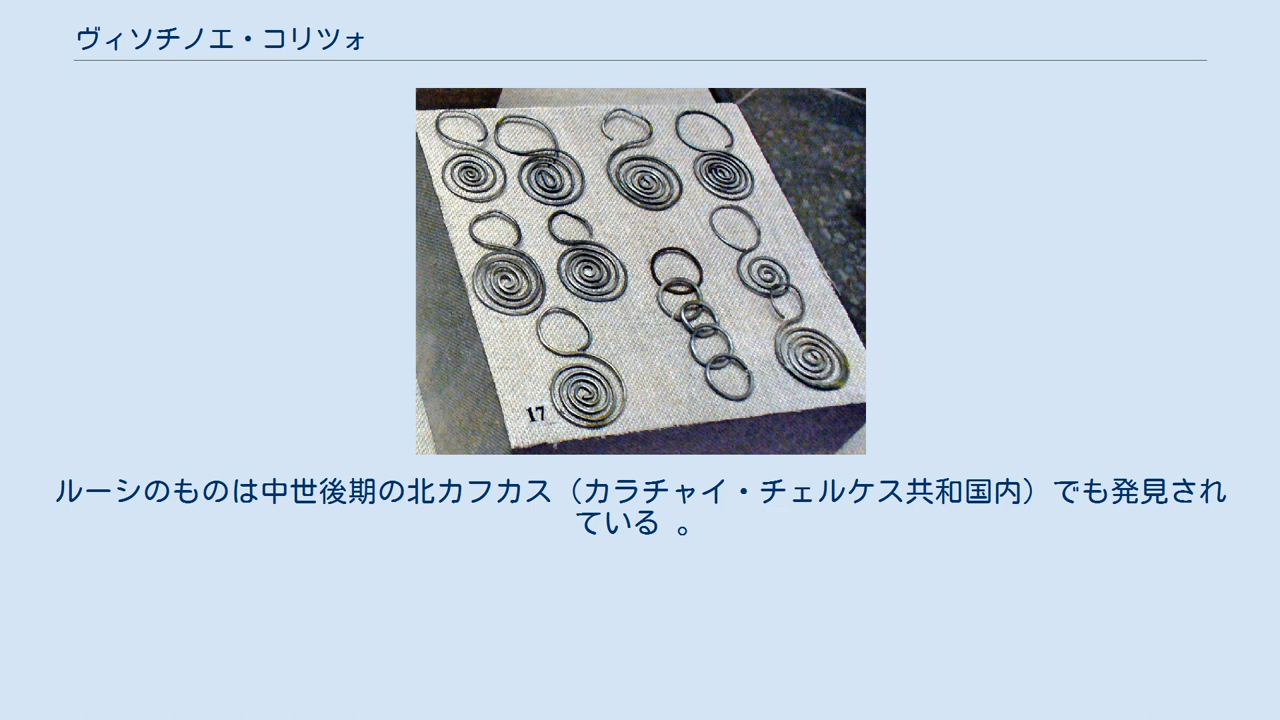 ヴィソチノエ・コリツォ
17
ルーシのものは中世後期の北カフカス（カラチャイ・チェルケス共和国内）でも発見され
ている 。